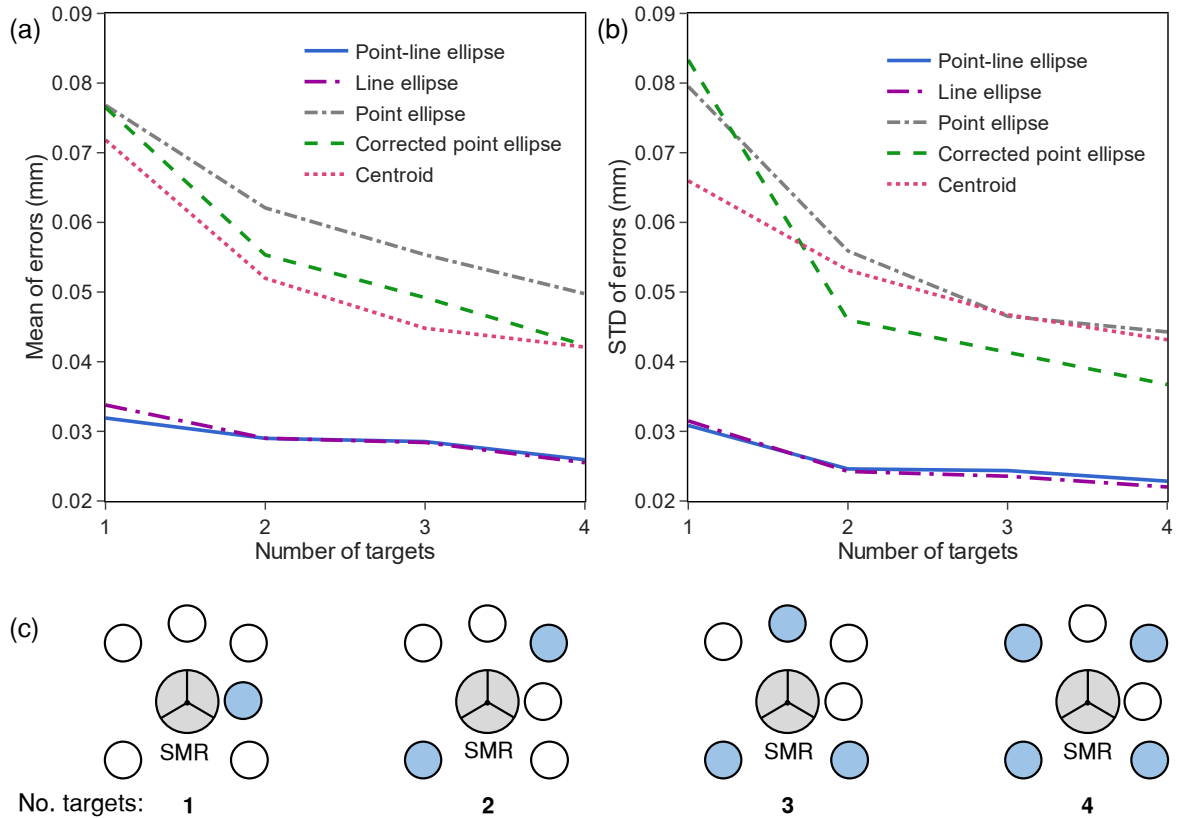 (a)
0.09
0.08
0.07
0.06
0.05
0.04
0.03
0.02
Mean of errors (mm)
Point-line ellipse
Line ellipse
Point ellipse
Corrected point ellipse
Centroid
1 2 3 4
Number of targets
(b)
0.09
0.08
0.07
0.06
0.05
0.04
0.03
0.02
STD of errors (mm)
Point-line ellipse
Line ellipse
Point ellipse
Corrected point ellipse
Centroid
1 2 3 4
Number of targets
(c)
SMR SMR SMR SMR
No. targets: 1 2 3 4